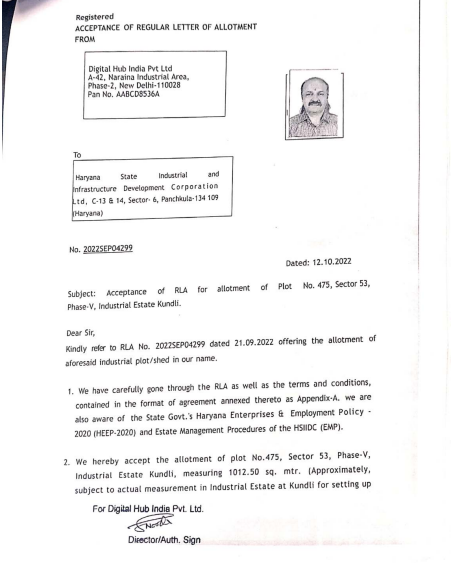 Registered
ACCEPTANCE OF REGULAR LETTER OF ALLOTMENT
FROM
Digital Hub India Pvt Ltd
A-42, Naraina Industrial Area,
Phase-2, New Delhi-110028
Pan No. AABCD8536A
To
Haryana State Industrial and
Infrastructure Development Corporation
Ltd, C-13 & 14, Sector- 6, Panchkula-134 109
(Haryana)
No. 2022SEP04299
Dated: 12.10.2022
Subject: Acceptance of RLA for allotment of Plot No. 475, Sector 53,
Phase-V, Industrial Estate Kundli.
Dear Sir,
Kindly refer to RLA No. 2022SEP04299 dated 21.09.2022 offering the allotment of
aforesaid industrial plot/shed in our name.
1. We have carefully gone through the RLA as well as the terms and conditions,
contained in the format of agreement annexed thereto as Appendix-A. we are
also aware of the State Govt.'s Haryana Enterprises & Employment Policy -
2020 (HEEP-2020) and Estate Management Procedures of the HSIIDC (EMP).
2. We hereby accept the allotment of plot No.475, Sector 53, Phase-V,
Industrial Estate Kundli, measuring 1012.50 sq. mtr. (Approximately,
subject to actual measurement in Industrial Estate at Kundli for setting up
For Digital Hub India Pvt. Ltd.
Director/Auth. Sign